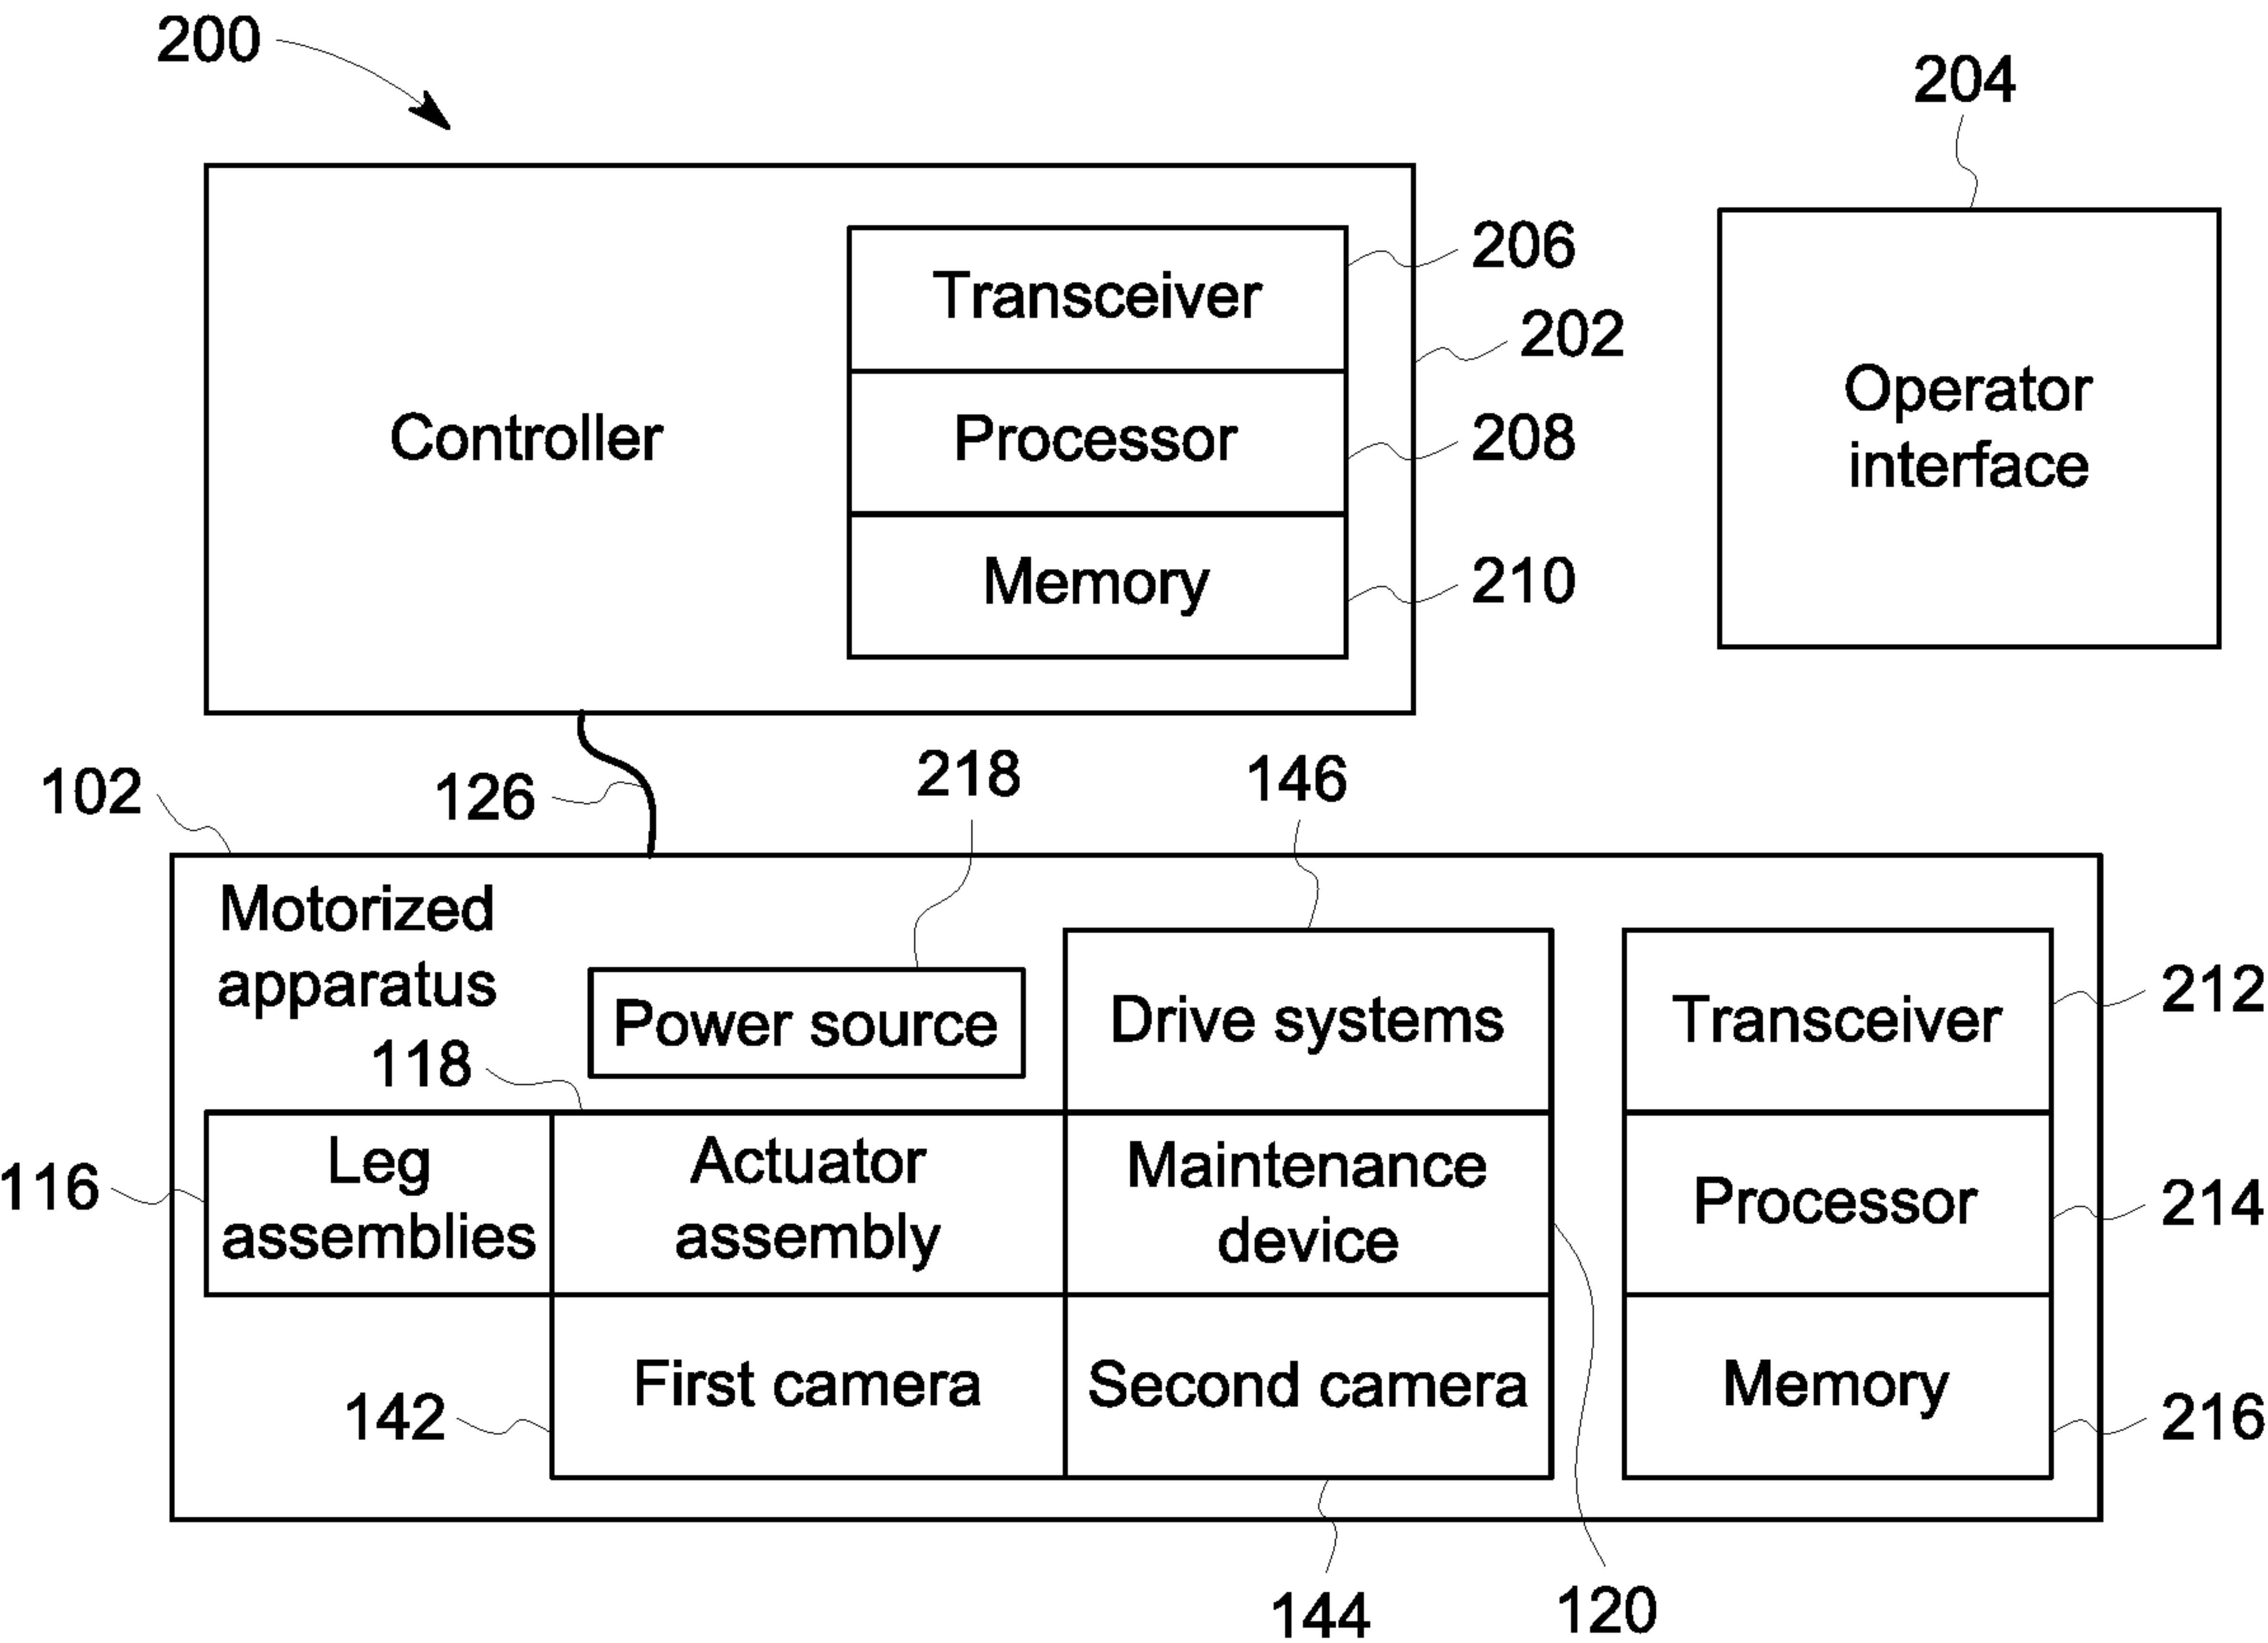 200
204
206
Transceiver
202
Operator
interface
Controller
Processor
208
Memory
210
218
146
102
126
Motorized
apparatus
Power source
Drive systems
Transceiver
212
118
116
Leg
assemblies
Actuator
assembly
Maintenance
device
Processor
214
142
First camera
Second camera
Memory
216
144
120